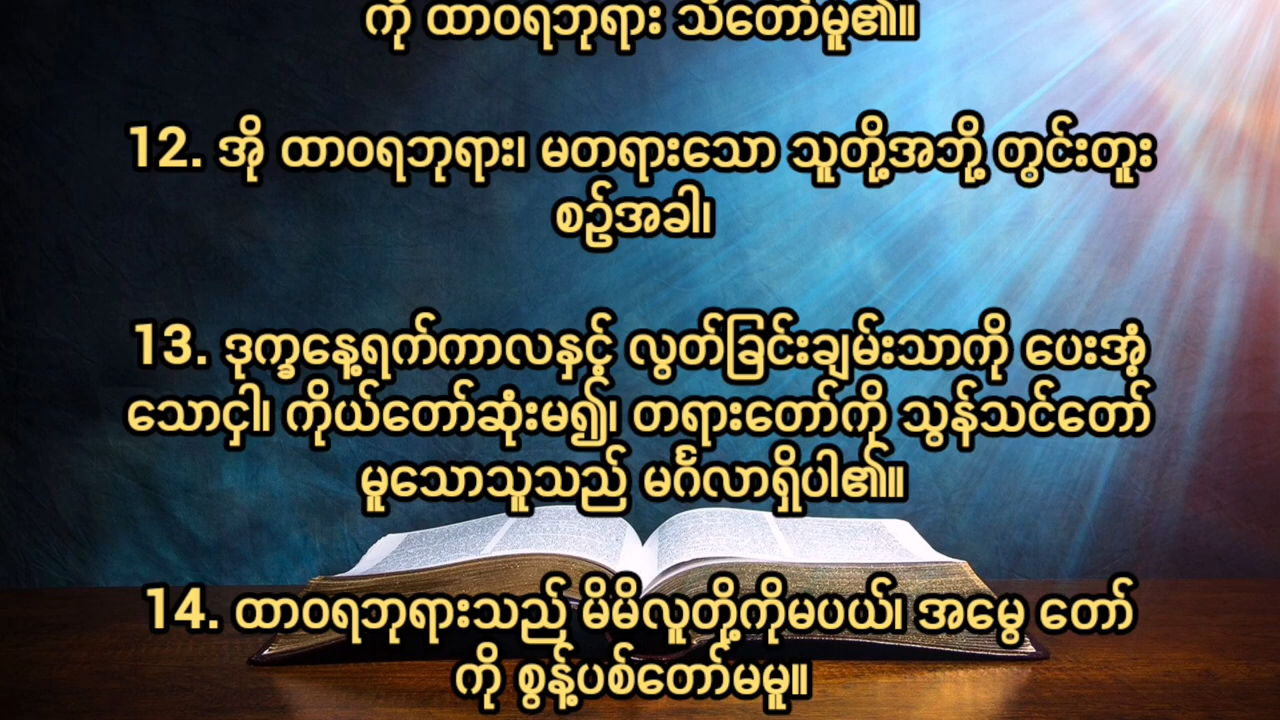 ကို ထာဝရဘုရား သိတော်မူ၏။
12. အို ထာဝရဘုရား၊ မတရားသော သူတို့အဘို့ တွင်းတူး
စဉ်အခါ၊
13. ဒုက္ခနေ့ရက်ကာလနှင့် လွတ်ခြင်းချမ်းသာကို ပေးအံ့
သောငှါ၊ ကိုယ်တော်ဆုံးမ၍၊ တရားတော်ကို သွန်သင်တော်
မူသောသူသည် မင်္ဂလာရှိပါ၏။
14. ထာဝရဘုရားသည် မိမိလူတို့ကိုမပယ်၊ အမွေ တော်
ကို စွန့်ပစ်တော်မမူ။